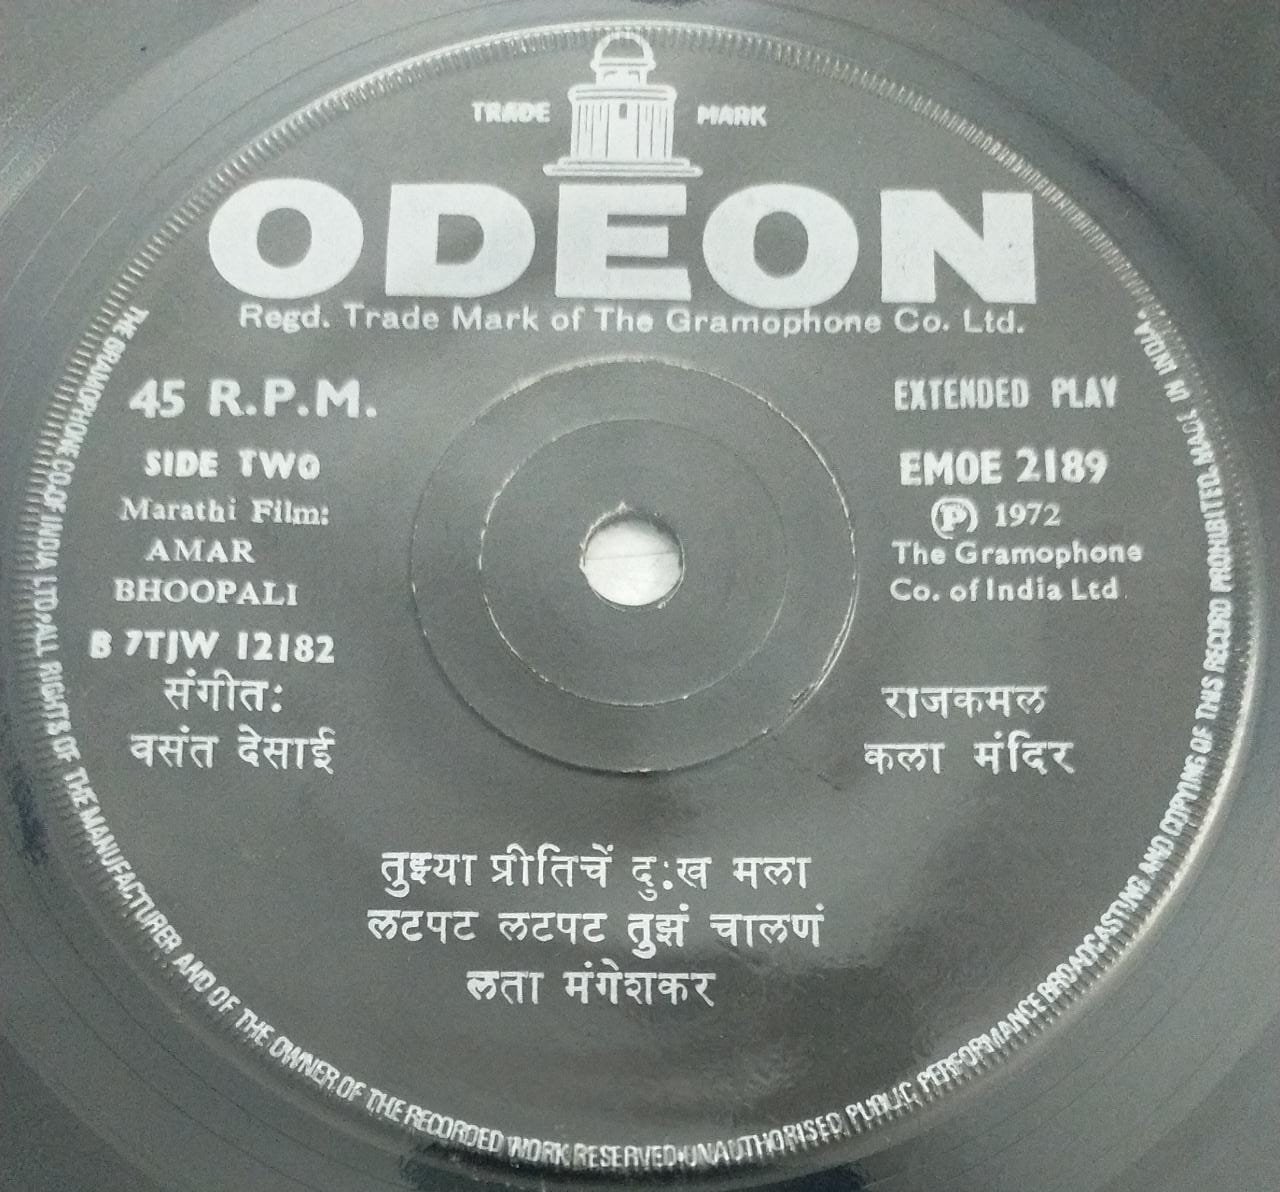 TRADE MARK
ODEON
Regd. Trade Mark of The Gramophone Co. Ltd.
45 R.P.M.
SIDE TWO
Marathi Film:
AMAR
BHOOPALI
B 7TJW 12182
संगीत:
वसंत देसाई
EXTENDED PLAY
EMOE 2189
Ⓟ 1972
The Gramophone
Co. of India Ltd.
राजकमल
कला मंदिर
तुझ्या प्रीतिचें दु:ख मला
लटपट लटपट तुझं चालणं
लता मंगेशकर
THE GRAMOPHONE CO. OF INDIA LTD. ALL RIGHTS OF THE MANUFACTURER AND OF THE OWNER OF THE RECORDED WORK RESERVED. UNAUTHORISED PUBLIC PERFORMANCE BROADCASTING AND COPYING OF THIS RECORD PROHIBITED. MADE IN INDIA